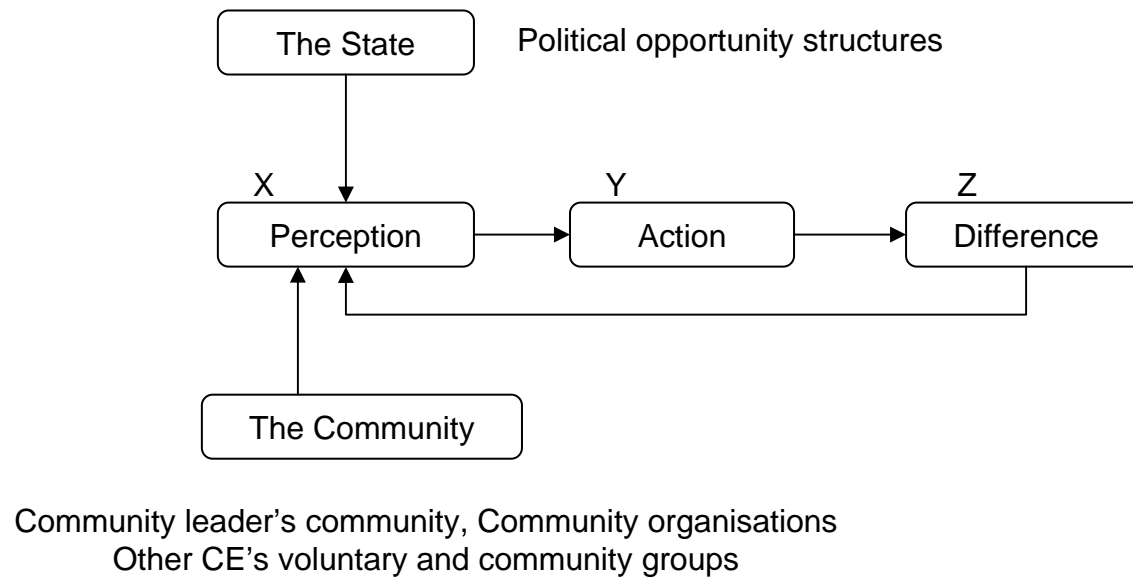 The State
Political opportunity structures
X
Y
Z
Perception
Action
Difference
The Community
Community leader’s community, Community organisations
Other CE’s voluntary and community groups